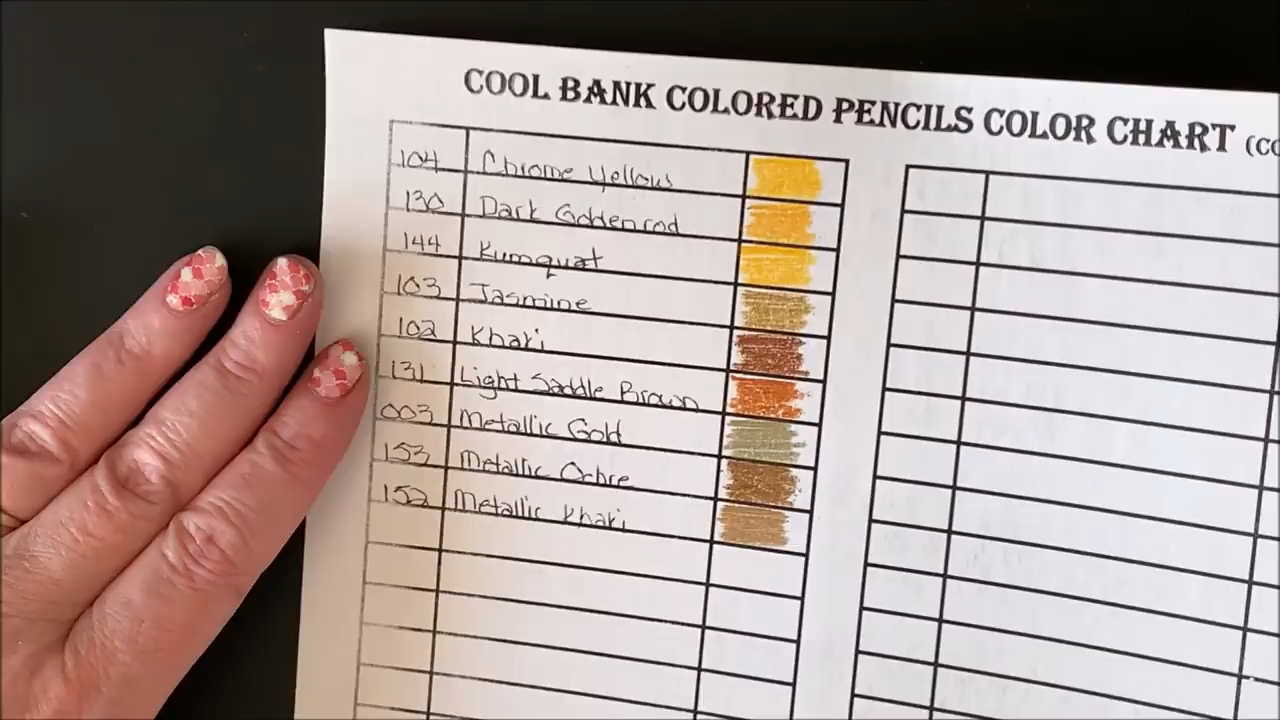 COOL BANK COLORED PENCILS COLOR CHART (CO
104 Chrome Yellow
130 Dark Goldenrod
144 Kumquat
103 Jasmine
102 Khaki
131 Light Saddle Brown
003 Metallic Gold
153 Metallic Ochre
152 Metallic Khaki